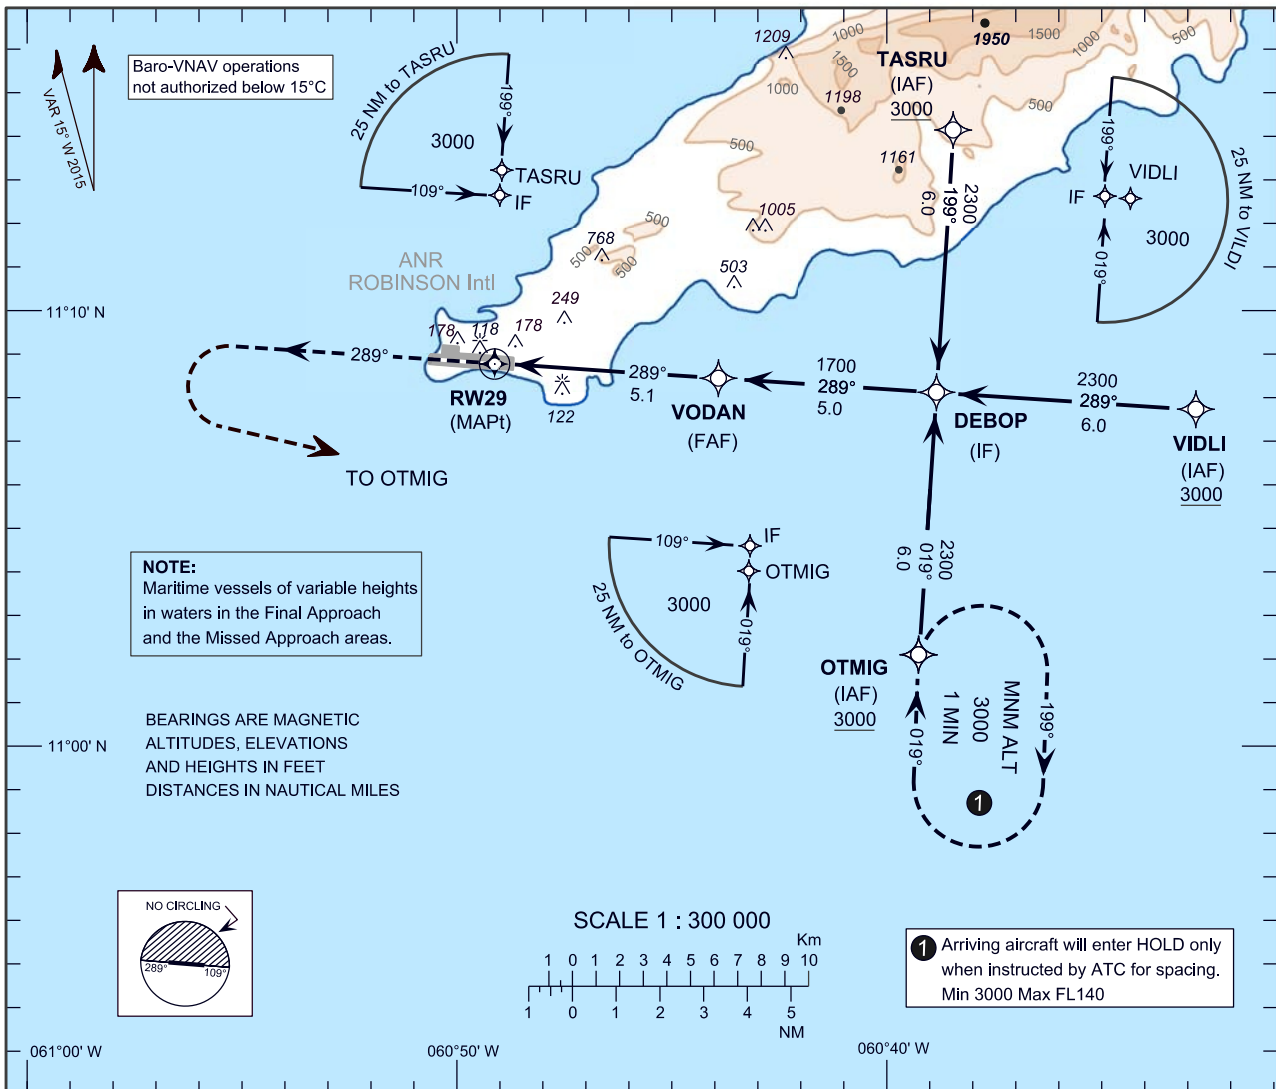 Baro-VNAV operations
not authorized below 15°C
VAR 15° W 2015
25 NM to TASRU
199°
3000
TASRU
109°
IF
1209
1000
1500
1000
1198
500
1161
1950
1500
1000
500
500
TASRU
(IAF)
3000
2300
199°
6.0
199°
VIDLI
IF
3000
019°
25 NM to VILDI
1005
768
500
500
500
503
249
ANR
ROBINSON Intl
178
118
178
122
11°10' N
289°
RW29
(MAPt)
289°
5.1
VODAN
(FAF)
1700
289°
5.0
DEBOP
(IF)
2300
289°
6.0
VIDLI
(IAF)
3000
TO OTMIG
109°
IF
OTMIG
3000
019°
25 NM to OTMIG
2300
019°
6.0
OTMIG
(IAF)
3000
019°
MNM ALT
3000
1 MIN
199°
1
NOTE:
Maritime vessels of variable heights
in waters in the Final Approach
and the Missed Approach areas.
11°00' N
BEARINGS ARE MAGNETIC
ALTITUDES, ELEVATIONS
AND HEIGHTS IN FEET
DISTANCES IN NAUTICAL MILES
NO CIRCLING
289°
109°
SCALE 1 : 300 000
Km
1 0 1 2 3 4 5 6 7 8 9 10
1 0 1 2 3 4 5
NM
1 Arriving aircraft will enter HOLD only
when instructed by ATC for spacing.
Min 3000 Max FL140
061°00' W
060°50' W
060°40' W